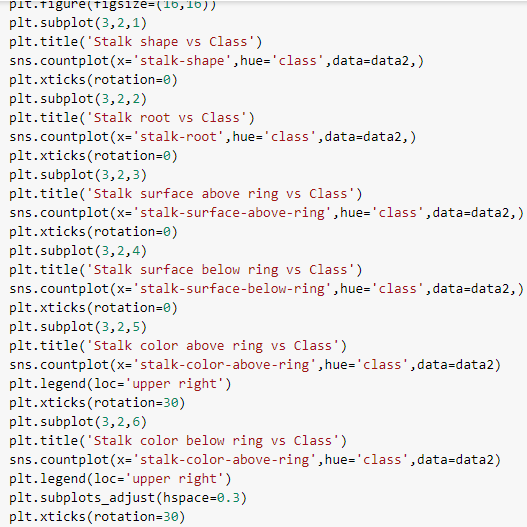 plt.figure(figsize=(16,16))
plt.subplot(3,2,1)
plt.title('Stalk shape vs Class')
sns.countplot(x='stalk-shape',hue='class',data=data2,)
plt.xticks(rotation=0)
plt.subplot(3,2,2)
plt.title('Stalk root vs Class')
sns.countplot(x='stalk-root',hue='class',data=data2,)
plt.xticks(rotation=0)
plt.subplot(3,2,3)
plt.title('Stalk surface above ring vs Class')
sns.countplot(x='stalk-surface-above-ring',hue='class',data=data2,)
plt.xticks(rotation=0)
plt.subplot(3,2,4)
plt.title('Stalk surface below ring vs Class')
sns.countplot(x='stalk-surface-below-ring',hue='class',data=data2,)
plt.xticks(rotation=0)
plt.subplot(3,2,5)
plt.title('Stalk color above ring vs Class')
sns.countplot(x='stalk-color-above-ring',hue='class',data=data2)
plt.legend(loc='upper right')
plt.xticks(rotation=30)
plt.subplot(3,2,6)
plt.title('Stalk color below ring vs Class')
sns.countplot(x='stalk-color-above-ring',hue='class',data=data2)
plt.legend(loc='upper right')
plt.subplots_adjust(hspace=0.3)
plt.xticks(rotation=30)